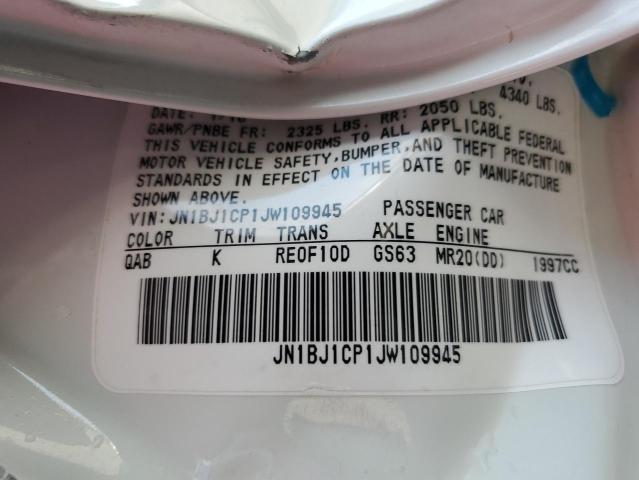 4340 LBS.
DATE:
GAWR/PNBE FR: 2325 LBS. RR: 2050 LBS.
THIS VEHICLE CONFORMS TO ALL APPLICABLE FEDERAL
MOTOR VEHICLE SAFETY, BUMPER, AND THEFT PREVENTION
STANDARDS IN EFFECT ON THE DATE OF MANUFACTURE
SHOWN ABOVE.
VIN: JN1BJ1CP1JW109945 PASSENGER CAR
COLOR TRIM TRANS AXLE ENGINE
QAB K RE0F10D GS63 MR20(DD) 1997CC
JN1BJ1CP1JW109945